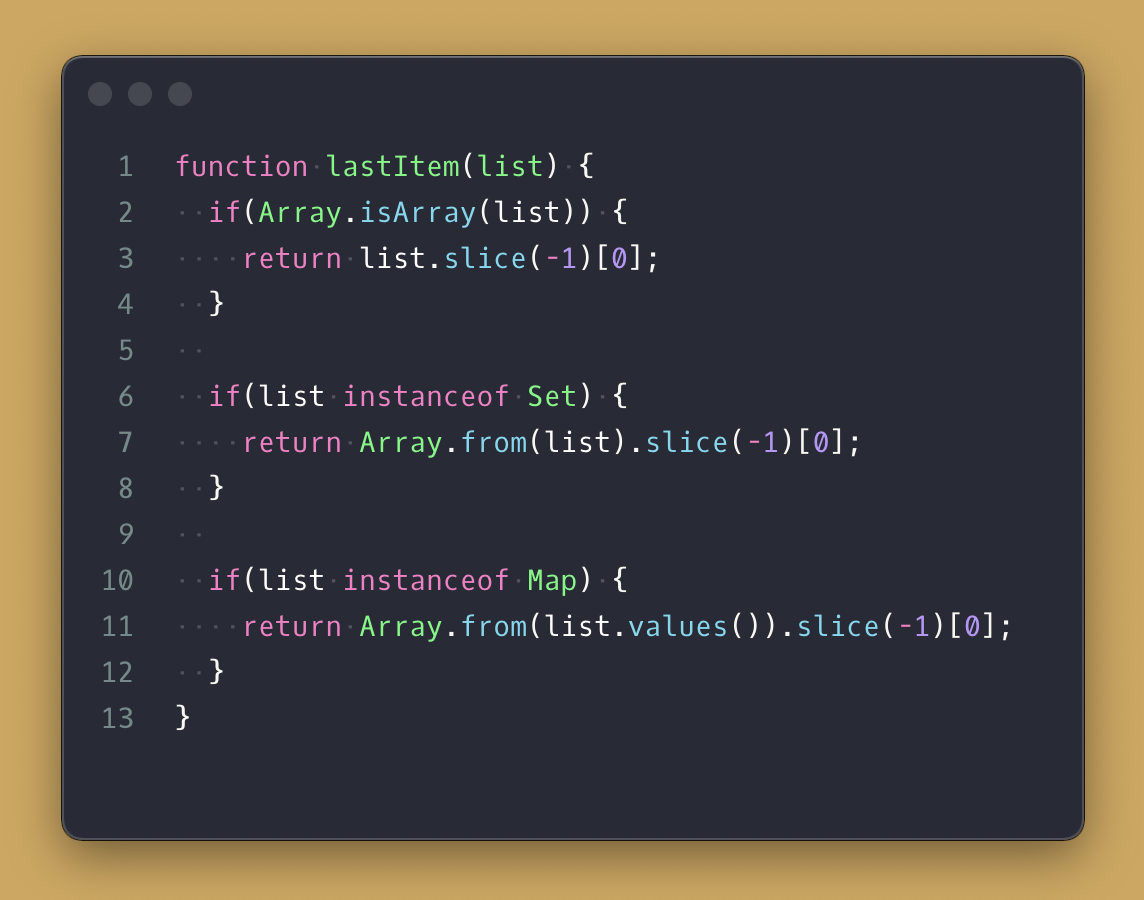 1 function lastItem(list) {
2   if(Array.isArray(list)) {
3     return list.slice(-1)[0];
4   }
5
6   if(list instanceof Set) {
7     return Array.from(list).slice(-1)[0];
8   }
9
10   if(list instanceof Map) {
11     return Array.from(list.values()).slice(-1)[0];
12   }
13 }